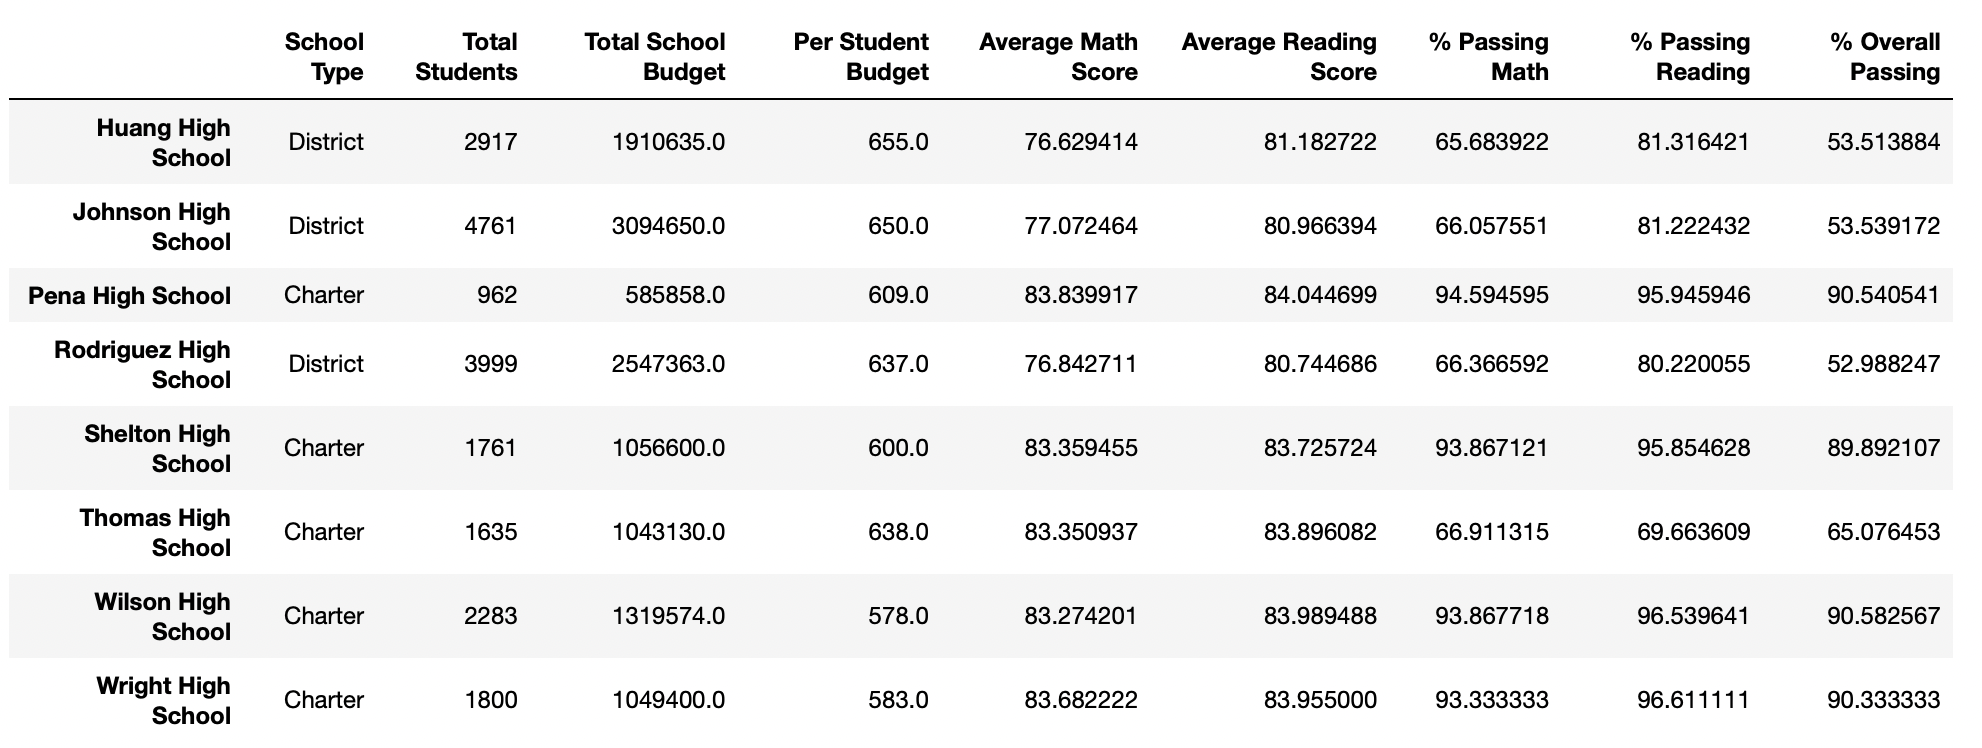 School Type Total Students Total School Budget Per Student Budget Average Math Score Average Reading Score % Passing Math % Passing Reading % Overall Passing
Huang High School District 2917 1910635.0 655.0 76.629414 81.182722 65.683922 81.316421 53.513884
Johnson High School District 4761 3094650.0 650.0 77.072464 80.966394 66.057551 81.222432 53.539172
Pena High School Charter 962 585858.0 609.0 83.839917 84.044699 94.594595 95.945946 90.540541
Rodriguez High School District 3999 2547363.0 637.0 76.842711 80.744686 66.366592 80.220055 52.988247
Shelton High School Charter 1761 1056600.0 600.0 83.359455 83.725724 93.867121 95.854628 89.892107
Thomas High School Charter 1635 1043130.0 638.0 83.350937 83.896082 66.911315 69.663609 65.076453
Wilson High School Charter 2283 1319574.0 578.0 83.274201 83.989488 93.867718 96.539641 90.582567
Wright High School Charter 1800 1049400.0 583.0 83.682222 83.955000 93.333333 96.611111 90.333333